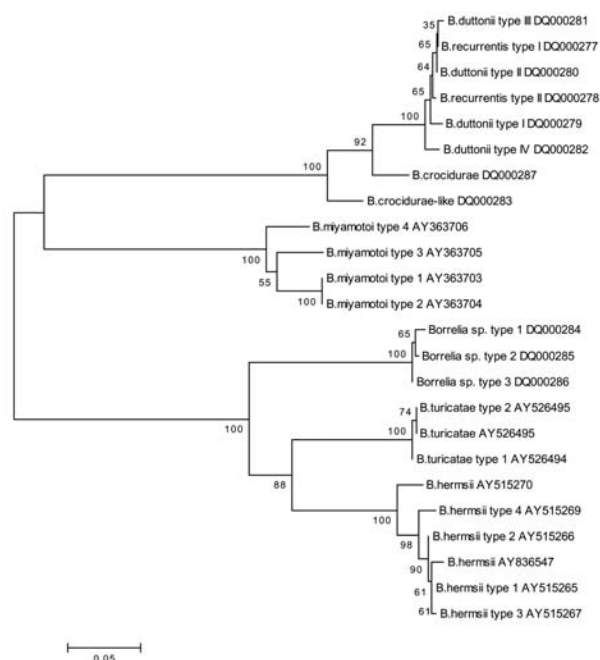 35
B.duttonii type III DQ000281
65
B.recurrentis type I DQ000277
64
B.duttonii type II DQ000280
65
B.recurrentis type II DQ000278
100
B.duttonii type I DQ000279
92
B.duttonii type IV DQ000282
100
B.crocidurae DQ000287
B.crocidurae-like DQ000283
B.miyamotoi type 4 AY363706
100
B.miyamotoi type 3 AY363705
55
B.miyamotoi type 1 AY363703
100
B.miyamotoi type 2 AY363704
65
Borrelia sp. type 1 DQ000284
100
Borrelia sp. type 2 DQ000285
Borrelia sp. type 3 DQ000286
74
B.turicatae type 2 AY526495
100
B.turicatae AY526495
100
B.turicatae type 1 AY526494
88
B.hermsii AY515270
100
B.hermsii type 4 AY515269
98
B.hermsii type 2 AY515266
90
B.hermsii AY836547
61
B.hermsii type 1 AY515265
61
B.hermsii type 3 AY515267
0.05